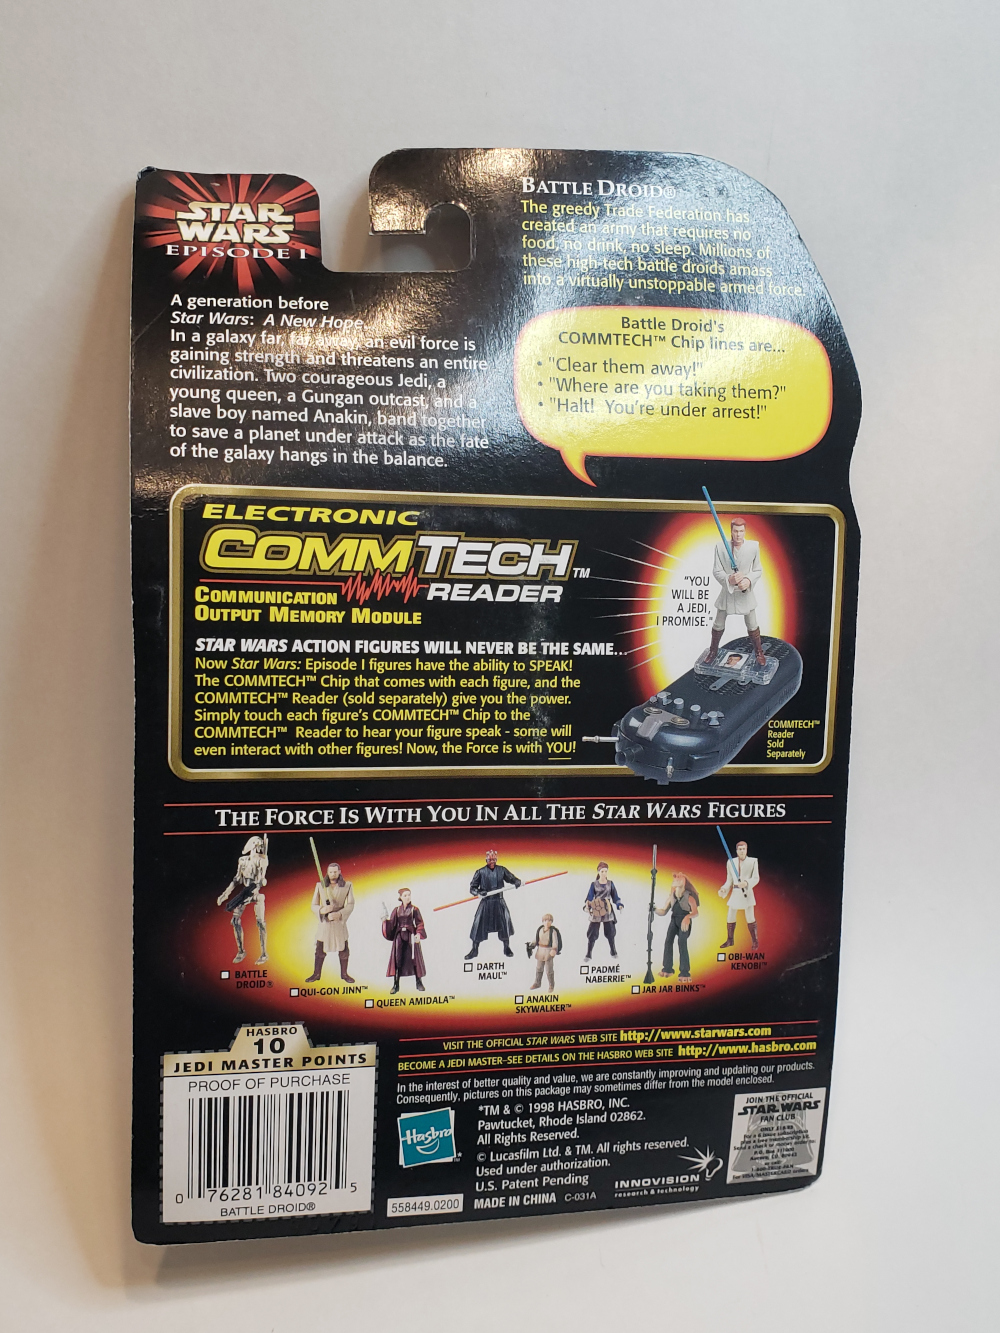 STAR
WARS
EPISODE I
A generation before
Star Wars: A New Hope.
In a galaxy far, far away, an evil force is
gaining strength and threatens an entire
civilization. Two courageous Jedi, a
young queen, a Gungan outcast, and a
slave boy named Anakin, band together
to save a planet under attack as the fate
of the galaxy hangs in the balance.
BATTLE DROID®
The greedy Trade Federation has
created an army that requires no
food, no drink, no sleep. Millions of
these high-tech battle droids amass
into a virtually unstoppable armed force.
Battle Droid's
COMMTECH™ Chip lines are...
• "Clear them away!"
• "Where are you taking them?"
• "Halt! You're under arrest!"
ELECTRONIC
COMMTECH™
READER
COMMUNICATION
OUTPUT MEMORY MODULE
STAR WARS ACTION FIGURES WILL NEVER BE THE SAME...
Now Star Wars: Episode I figures have the ability to SPEAK!
The COMMTECH™ Chip that comes with each figure, and the
COMMTECH™ Reader (sold separately) give you the power.
Simply touch each figure's COMMTECH™ Chip to the
COMMTECH™ Reader to hear your figure speak - some will
even interact with other figures! Now, the Force is with YOU!
"YOU
WILL BE
A JEDI,
I PROMISE."
COMMTECH™
Reader
Sold
Separately
THE FORCE IS WITH YOU IN ALL THE STAR WARS FIGURES
BATTLE
DROID®
QUI-GON JINN™
QUEEN AMIDALA™
DARTH
MAUL™
ANAKIN
SKYWALKER™
PADMÉ
NABERRIE™
JAR JAR BINKS™
OBI-WAN
KENOBI™
HASBRO
10
JEDI MASTER POINTS
PROOF OF PURCHASE
0 76281 84092 5
BATTLE DROID®
VISIT THE OFFICIAL STAR WARS WEB SITE http://www.starwars.com
BECOME A JEDI MASTER-SEE DETAILS ON THE HASBRO WEB SITE http://www.hasbro.com
In the interest of better quality and value, we are constantly improving and updating our products.
Consequently, pictures on this package may sometimes differ from the model enclosed.
Hasbro
*TM & © 1998 HASBRO, INC.
Pawtucket, Rhode Island 02862.
All Rights Reserved.
© Lucasfilm Ltd. & TM. All rights reserved.
Used under authorization.
U.S. Patent Pending
558449.0200
MADE IN CHINA C-031A
INNOVISION
research & technology
JOIN THE OFFICIAL
STAR WARS
FAN CLUB